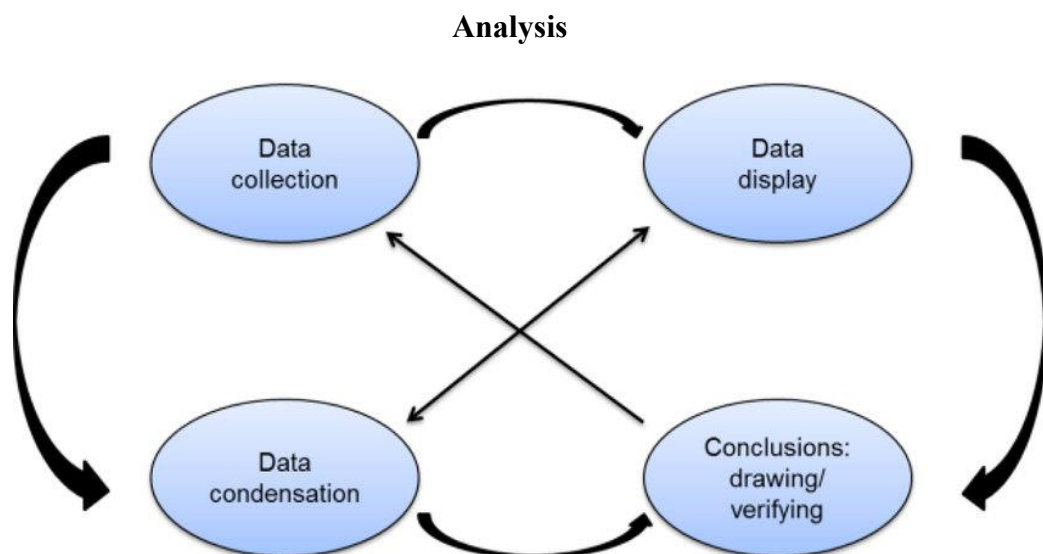 Analysis
Data
collection
Data
display
Data
condensation
Conclusions:
drawing/
verifying